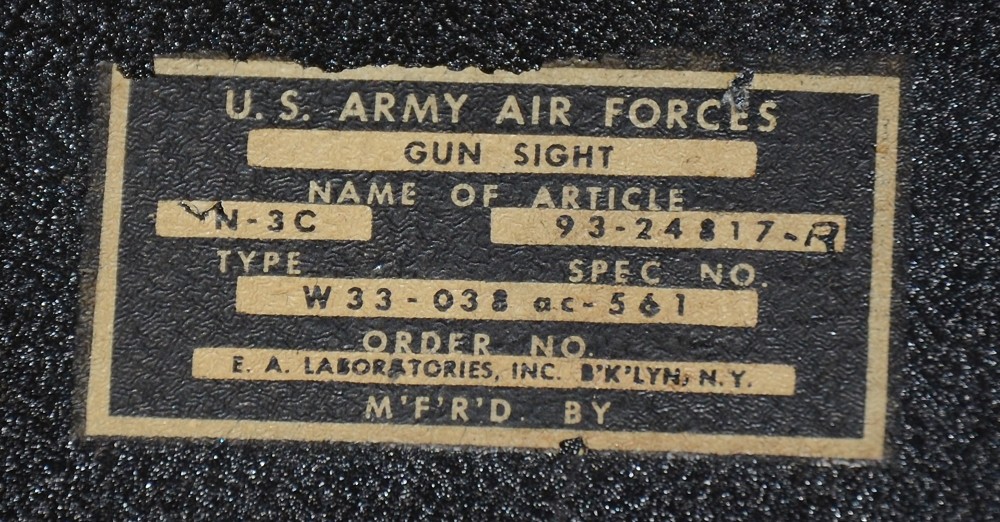 U.S. ARMY AIR FORCES
GUN SIGHT
NAME OF ARTICLE
N-3C 93-24817-A
TYPE SPEC NO.
W33-038 ac-561
ORDER NO.
E. A. LABORATORIES, INC. B'K'LYN, N.Y.
M'F'R'D. BY